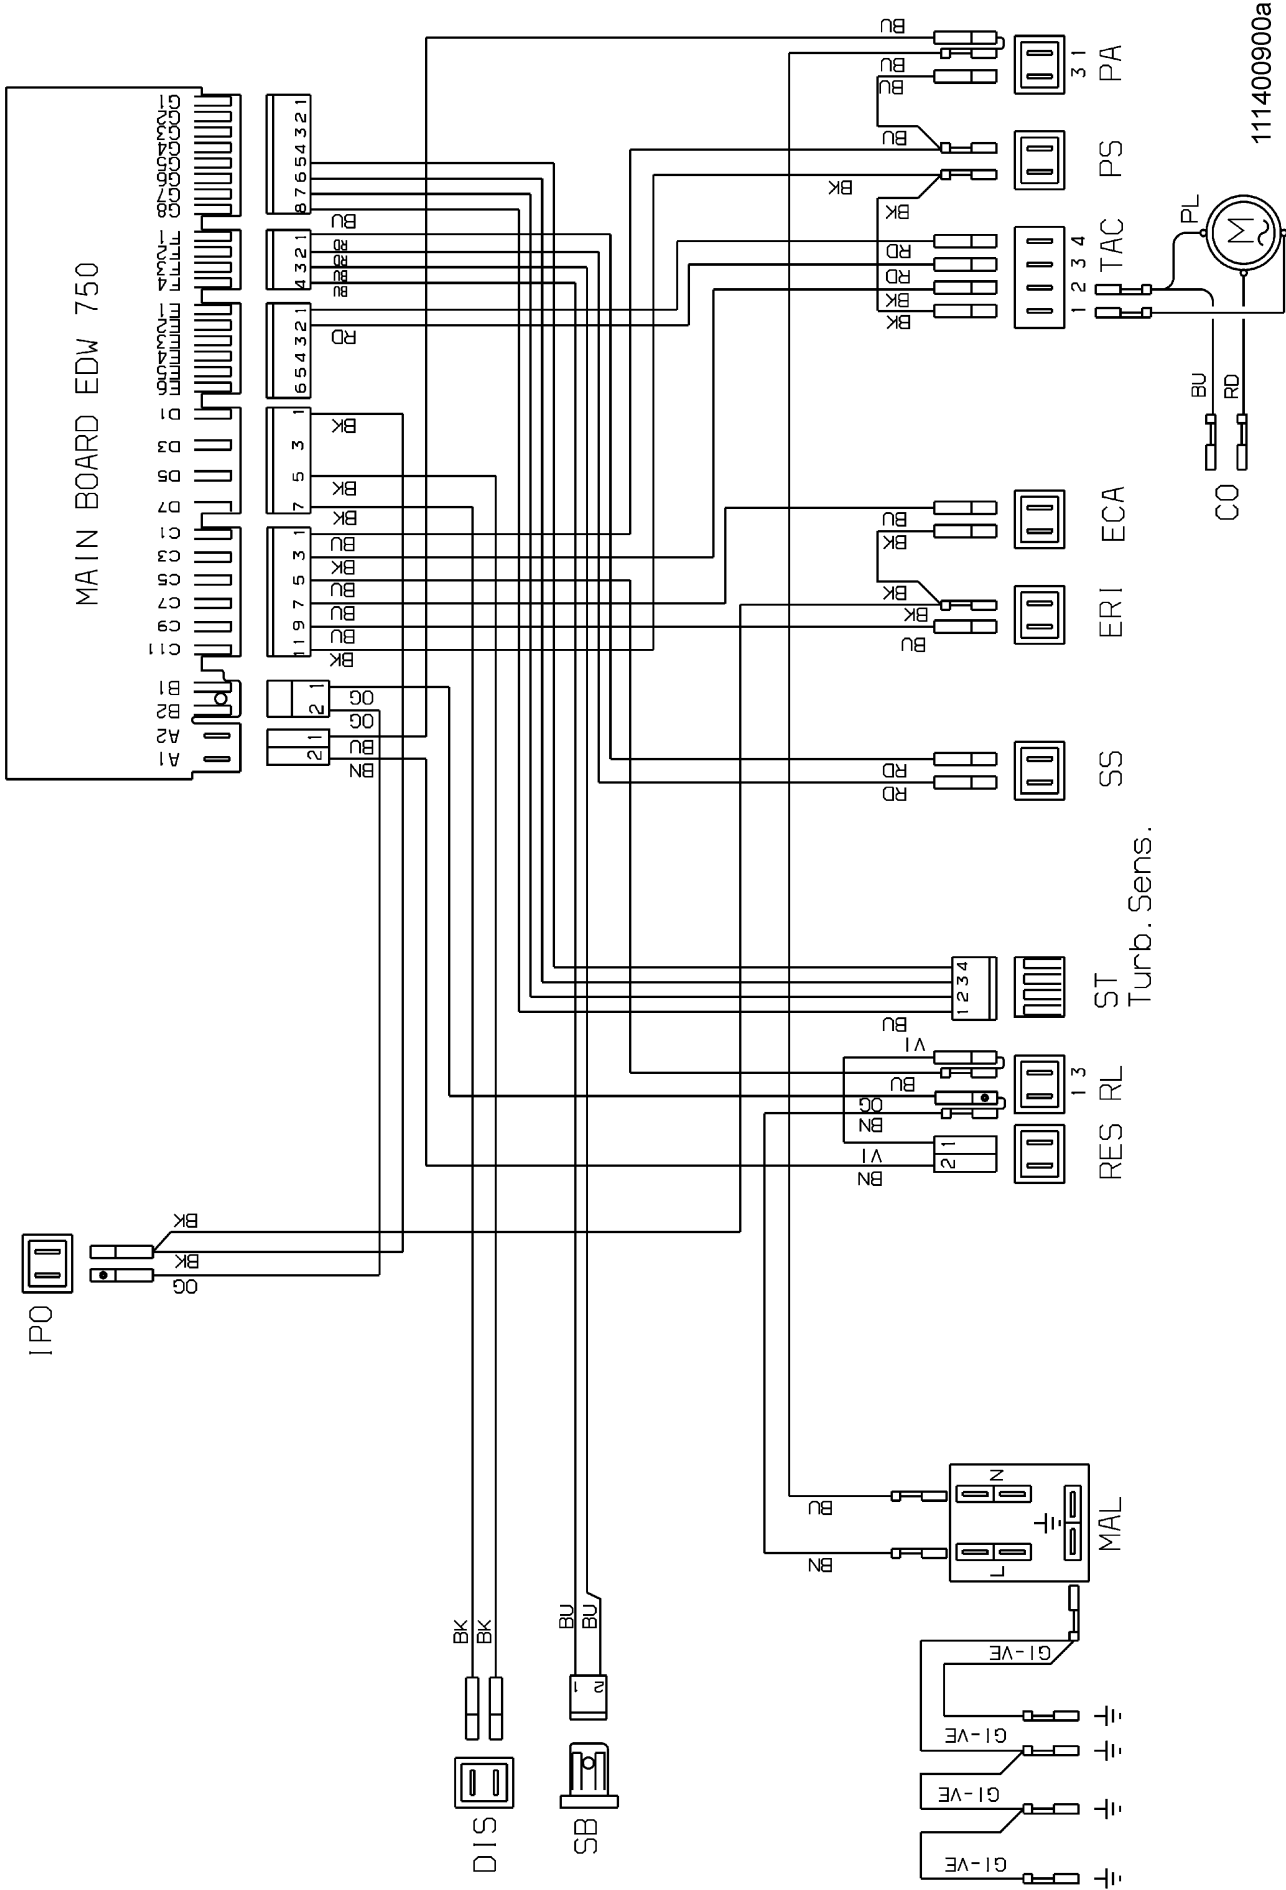 111400900a
MAIN BOARD EDW 750
G1
G2
G3
G4
G5
G6
G7
G8
F1
F2
F3
F4
E1
E2
E3
E4
E5
E6
D1
D3
D5
D7
C1
C3
C5
C7
C9
C11
B1
B2
A2
A1
8 7 6 5 4 3 2 1
4 3 2 1
6 5 4 3 2 1
7 5 3 1
11 9 7 5 3 1
2 1
2 1
BU
RD
RD
BU
BU
RD
BK
BK
BK
BU
BK
BU
BU
BU
BK
OG
OG
BU
BN
BU
BU
BU
3 1
PA
BU
BK
BK
PS
RD
RD
BK
BK
1 2 3 4
TAC
PL
M
BU
RD
CO
BU
BK
ECA
BK
BK
BU
ERI
RD
RD
SS
1 2 3 4
BU
ST
Turb. Sens.
VI
BU
OG
BN
1 3
RL
2 1
VI
BN
RES
BK
BK
OG
IPO
BU
BN
N
L
MAL
GI-VE
GI-VE
GI-VE
GI-VE
BK
BK
DIS
BU
BU
1 2
SB